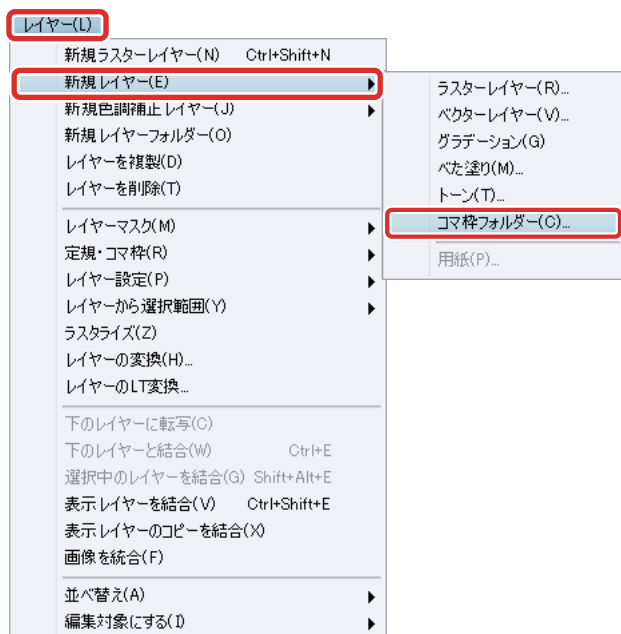 レイヤー(L)
新規ラスターレイヤー(N) Ctrl+Shift+N
新規レイヤー(E)
新規色調補正レイヤー(J)
新規レイヤーフォルダー(O)
レイヤーを複製(D)
レイヤーを削除(T)
レイヤーマスク(M)
定規・コマ枠(R)
レイヤー設定(P)
レイヤーから選択範囲(Y)
ラスタライズ(Z)
レイヤーの変換(H)...
レイヤーのLT変換...
下のレイヤーに転写(C)
下のレイヤーと結合(W) Ctrl+E
選択中のレイヤーを結合(G) Shift+Alt+E
表示レイヤーを結合(V) Ctrl+Shift+E
表示レイヤーのコピーを結合(X)
画像を統合(F)
並べ替え(A)
編集対象にする(I)
ラスターレイヤー(R)...
ベクターレイヤー(V)...
グラデーション(G)
べた塗り(M)...
トーン(T)...
コマ枠フォルダー(C)...
用紙(P)...